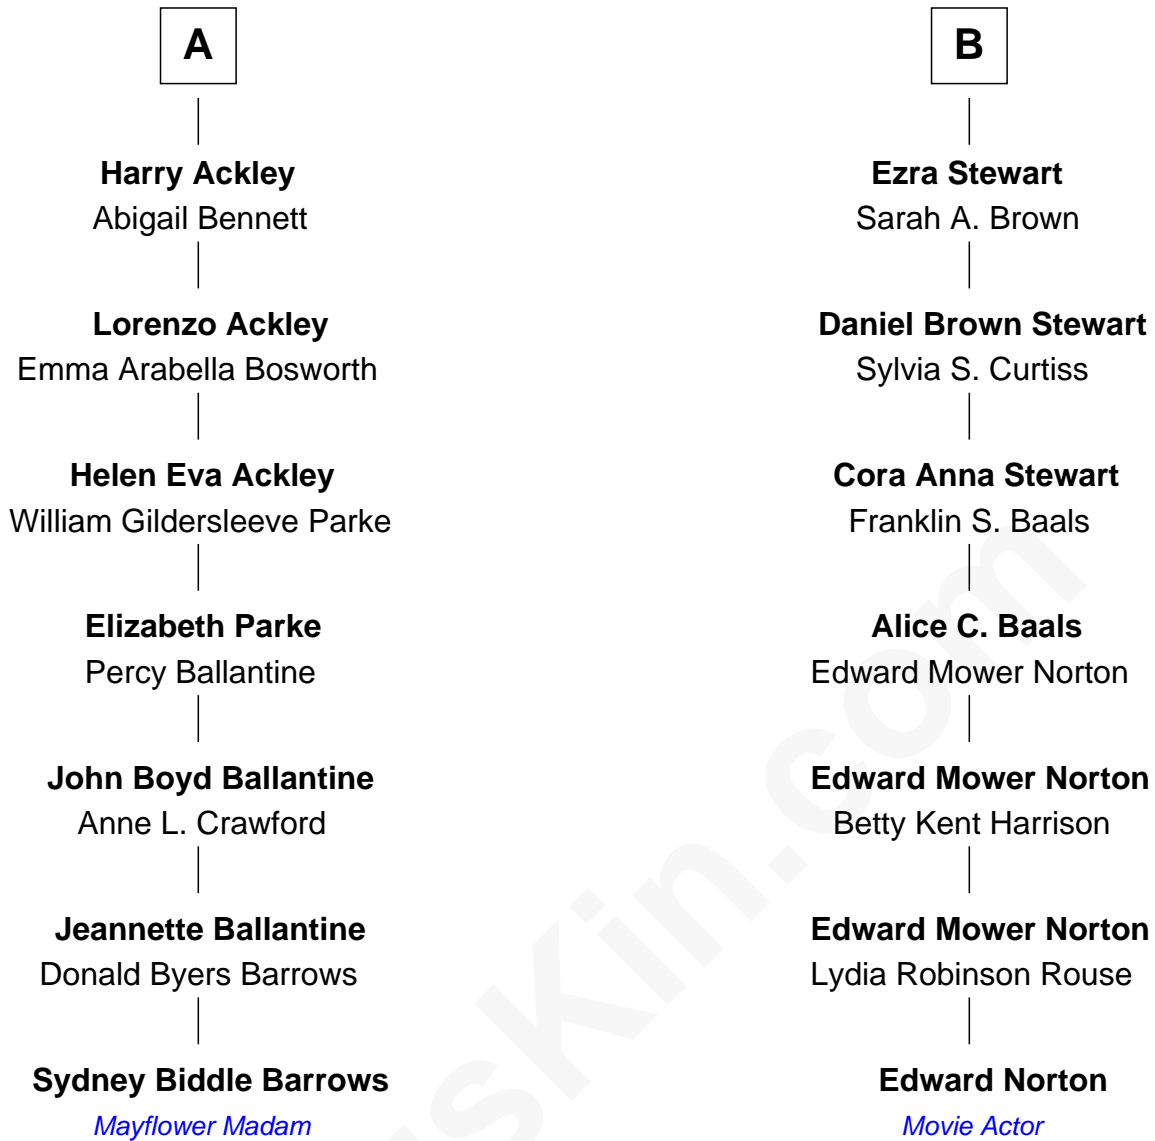 A
Harry Ackley
Abigail Bennett
Lorenzo Ackley
Emma Arabella Bosworth
Helen Eva Ackley
William Gildersleeve Parke
Elizabeth Parke
Percy Ballantine
John Boyd Ballantine
Anne L. Crawford
Jeannette Ballantine
Donald Byers Barrows
Sydney Biddle Barrows
Mayflower Madam
B
Ezra Stewart
Sarah A. Brown
Daniel Brown Stewart
Sylvia S. Curtiss
Cora Anna Stewart
Franklin S. Baals
Alice C. Baals
Edward Mower Norton
Edward Mower Norton
Betty Kent Harrison
Edward Mower Norton
Lydia Robinson Rouse
Edward Norton
Movie Actor